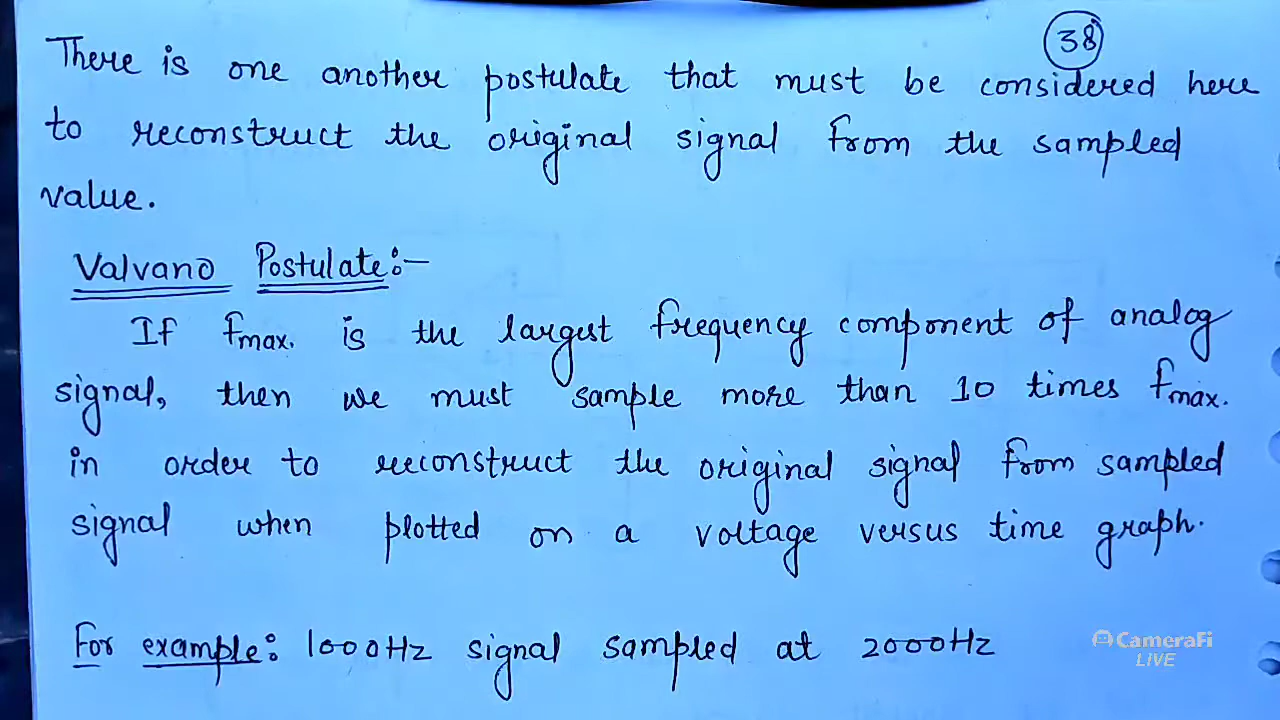 38
There is one another postulate that must be considered here
to reconstruct the original signal from the sampled
value.
Valvano Postulate:-
If fmax. is the largest frequency component of analog
signal, then we must sample more than 10 times fmax.
in order to reconstruct the original signal from sampled
signal when plotted on a voltage versus time graph.
For example: 1000Hz signal sampled at 2000Hz
CameraFi
LIVE